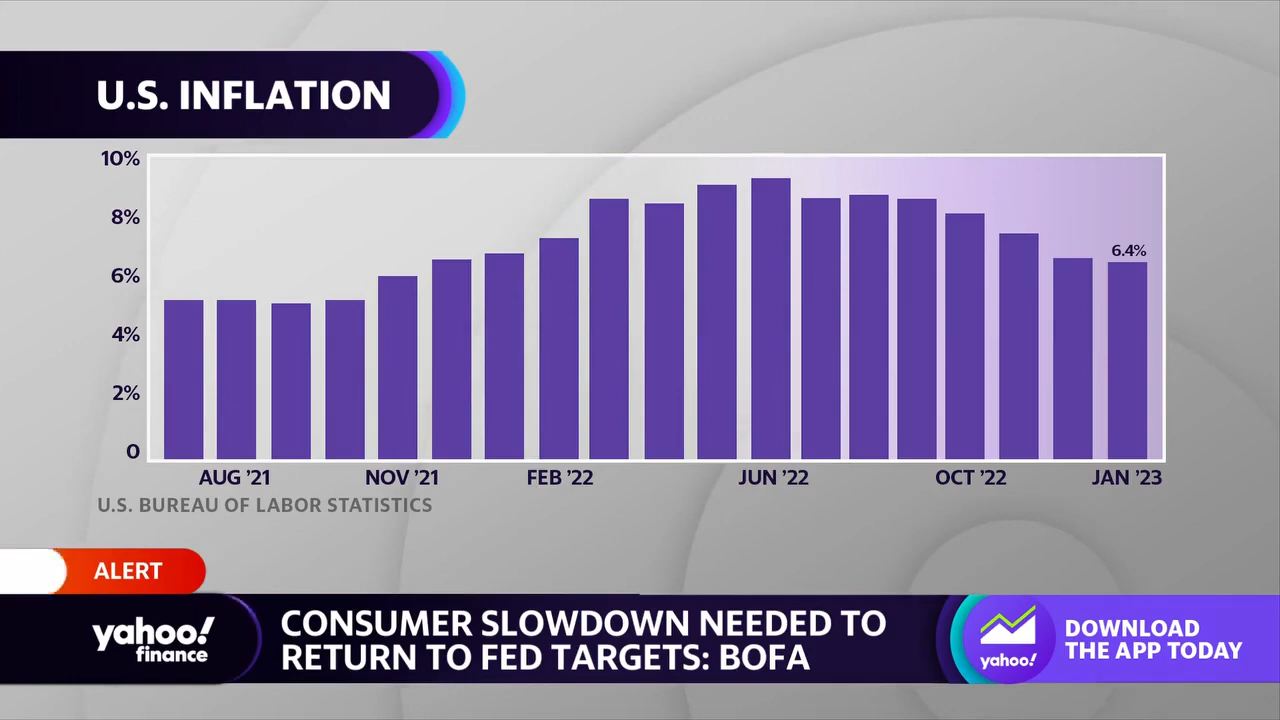 U.S. INFLATION
10%
8%
6%
4%
2%
0
6.4%
AUG ’21
NOV ’21
FEB ’22
JUN ’22
OCT ’22
JAN ’23
U.S. BUREAU OF LABOR STATISTICS
ALERT
yahoo!
finance
CONSUMER SLOWDOWN NEEDED TO
RETURN TO FED TARGETS: BOFA
yahoo!
DOWNLOAD
THE APP TODAY